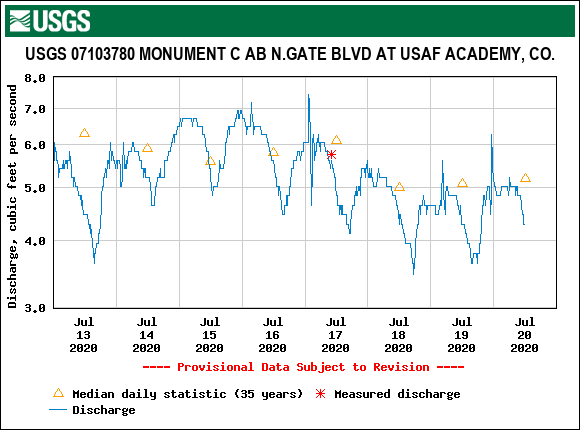 USGS
USGS 07103780 MONUMENT C AB N.GATE BLVD AT USAF ACADEMY, CO.
Discharge, cubic feet per second
8.0
7.0
6.0
5.0
4.0
3.0
Jul Jul Jul Jul Jul Jul Jul Jul
13 14 15 16 17 18 19 20
2020 2020 2020 2020 2020 2020 2020 2020
---- Provisional Data Subject to Revision ----
Median daily statistic (35 years) Measured discharge
Discharge